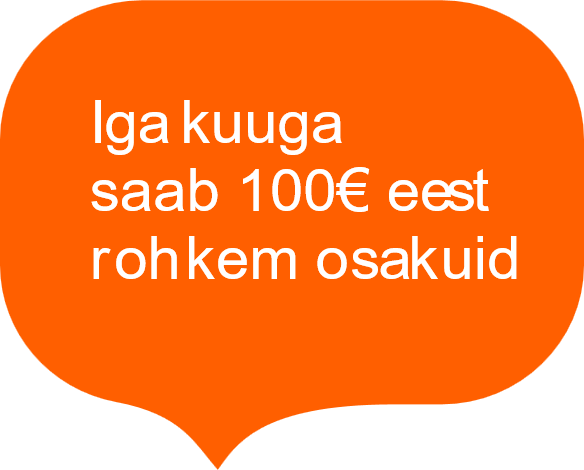 Iga kuuga
saab 100€ eest
rohkem osakuid